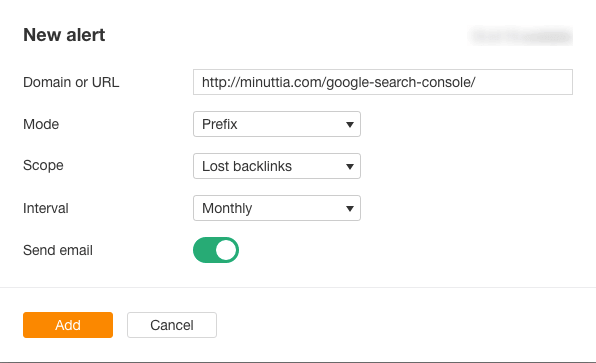 New alert
Domain or URL http://minuttia.com/google-search-console/
Mode Prefix
Scope Lost backlinks
Interval Monthly
Send email
Add Cancel